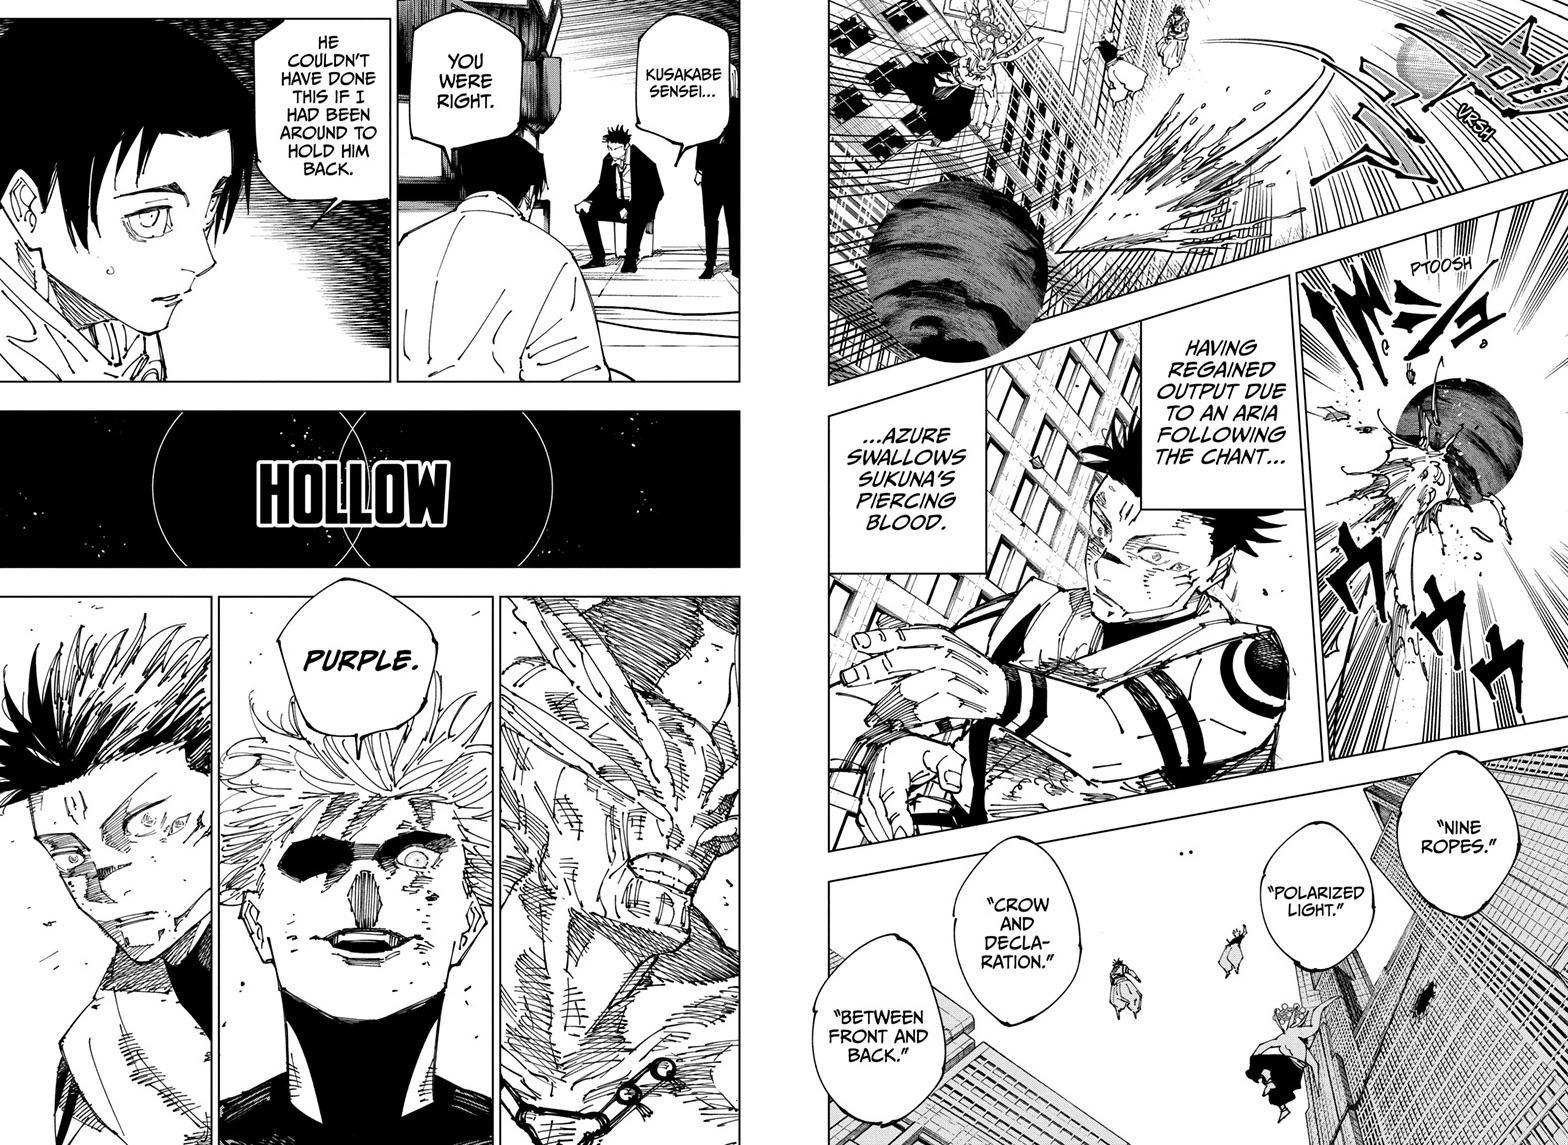 VRSH
PTOOSH
HAVING
REGAINED
OUTPUT DUE
TO AN ARIA
FOLLOWING
THE CHANT...
...AZURE
SWALLOWS
SUKUNA'S
PIERCING
BLOOD.
"NINE
ROPES."
"POLARIZED
LIGHT."
"CROW
AND
DECLA-
RATION."
"BETWEEN
FRONT AND
BACK."
KUSAKABE
SENSEI...
YOU
WERE
RIGHT.
HE
COULDN'T
HAVE DONE
THIS IF I
HAD BEEN
AROUND TO
HOLD HIM
BACK.
HOLLOW
PURPLE.